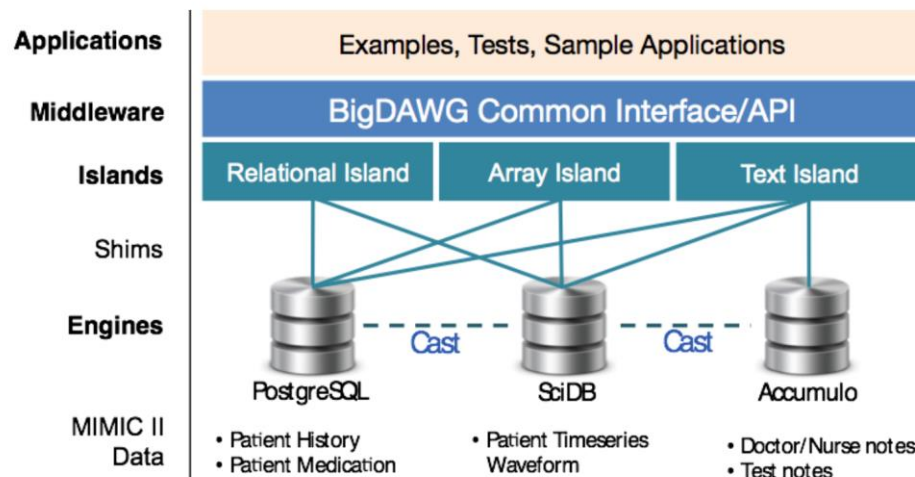 Applications
Examples, Tests, Sample Applications
Middleware
BigDAWG Common Interface/API
Islands
Relational Island
Array Island
Text Island
Shims
Engines
Cast
Cast
PostgreSQL
SciDB
Accumulo
MIMIC II
Data
• Patient History
• Patient Medication
• Patient Timeseries
Waveform
• Doctor/Nurse notes
• Test notes